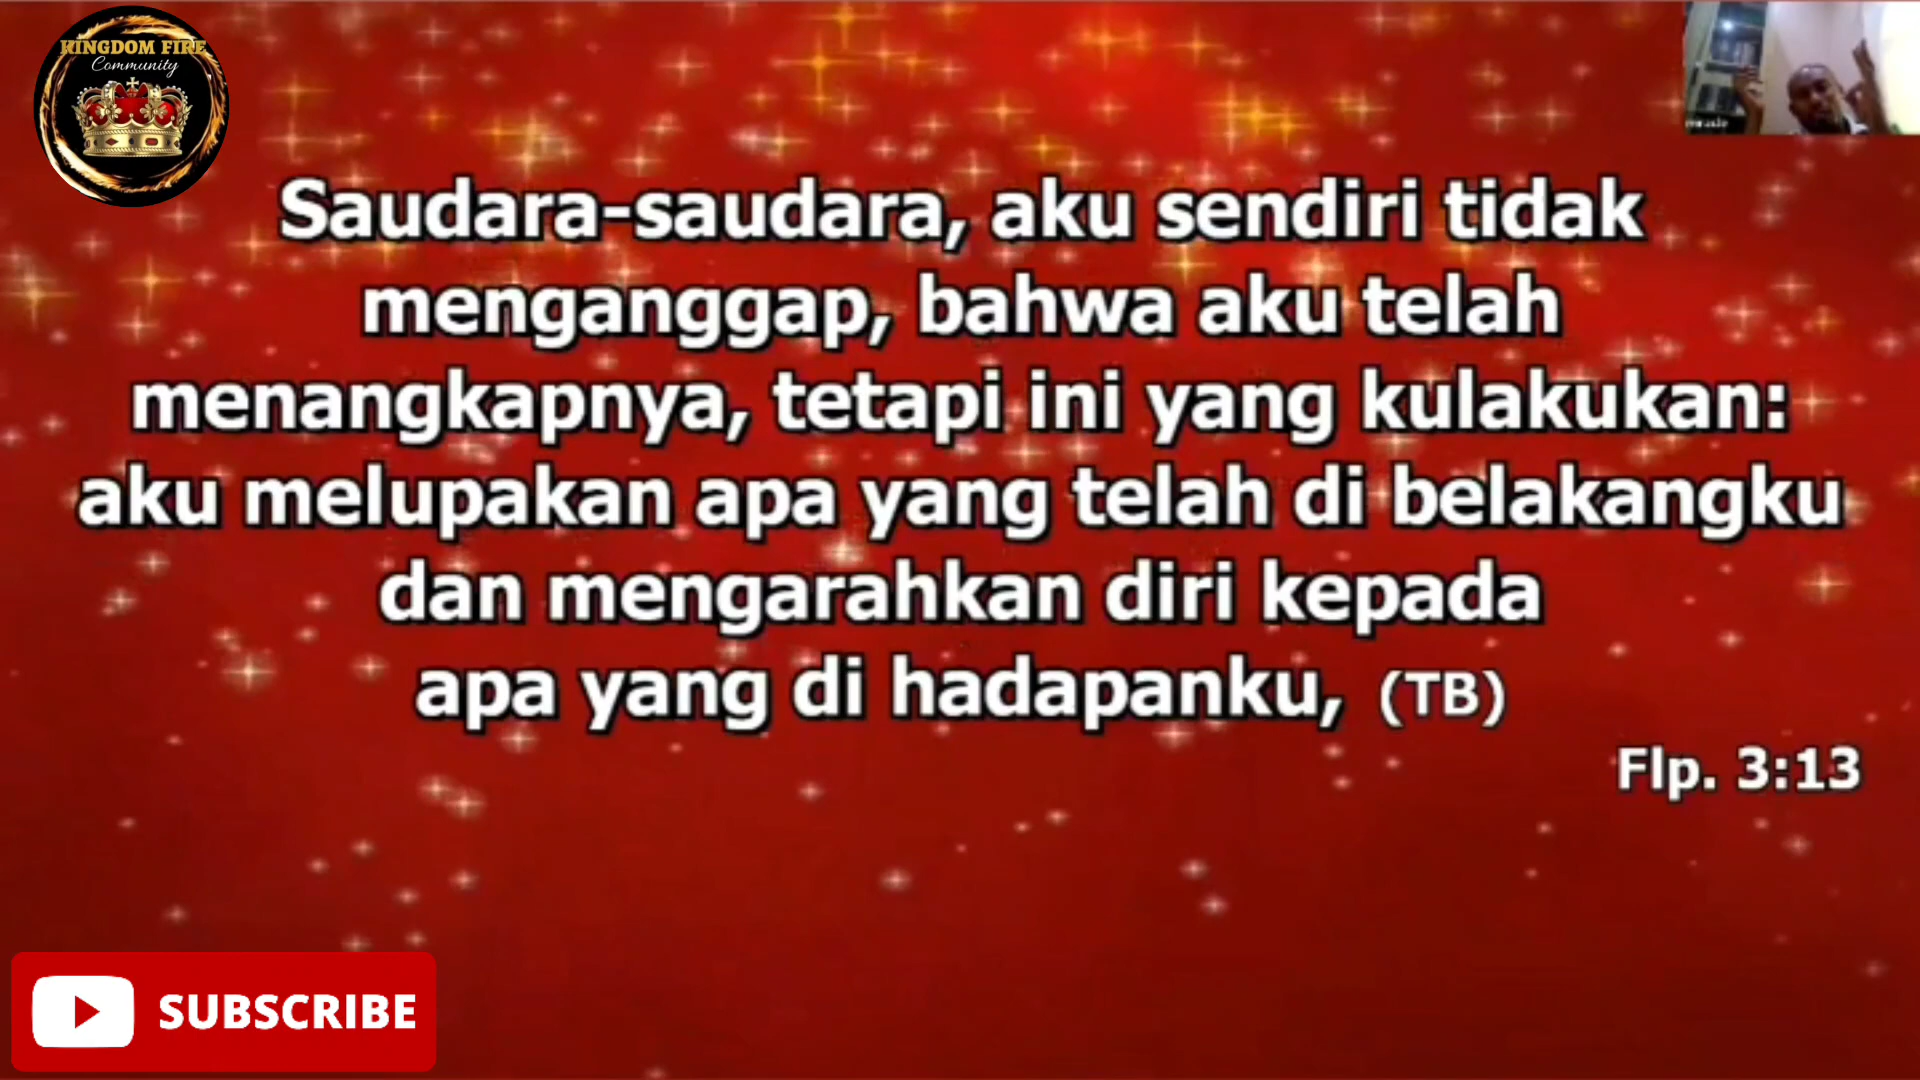 KINGDOM FIRE
Community
Saudara-saudara, aku sendiri tidak
menganggap, bahwa aku telah
menangkapnya, tetapi ini yang kulakukan:
aku melupakan apa yang telah di belakangku
dan mengarahkan diri kepada
apa yang di hadapanku, (TB)
Flp. 3:13
SUBSCRIBE